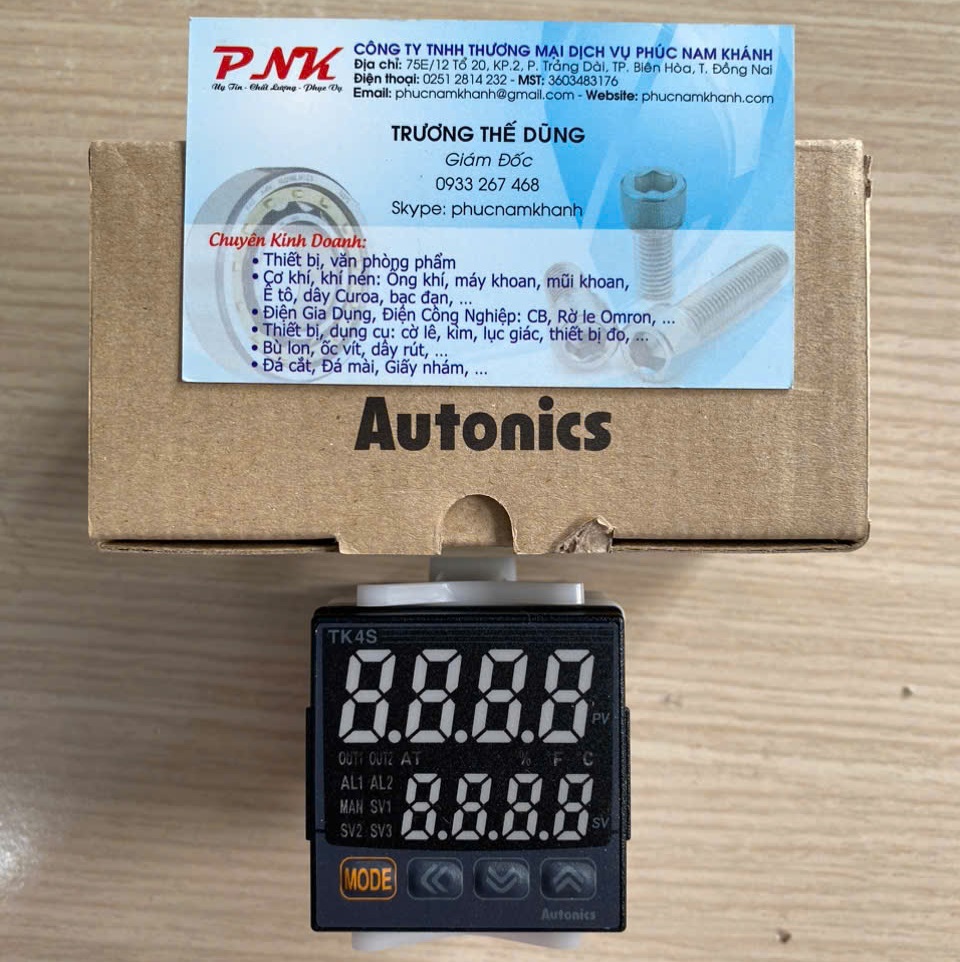 PNK
Uy Tín - Chất Lượng - Phục Vụ
CÔNG TY TNHH THƯƠNG MẠI DỊCH VỤ PHÚC NAM KHÁNH
Địa chỉ: 75E/12 Tổ 20, KP.2, P. Trảng Dài, TP. Biên Hòa, T. Đồng Nai
Điện thoại: 0251 2814 232 - MST: 3603483176
Email: phucnamkhanh@gmail.com - Website: phucnamkhanh.com
TRƯƠNG THẾ DŨNG
Giám Đốc
0933 267 468
Skype: phucnamkhanh
Chuyên Kinh Doanh:
• Thiết bị, văn phòng phẩm
• Cơ khí, khí nén: Ống khí, máy khoan, mũi khoan,
Ê tô, dây Curoa, bạc đạn, ...
• Điện Gia Dụng, Điện Công Nghiệp: CB, Rờ le Omron, ...
• Thiết bị, dụng cụ: cờ lê, kìm, lục giác, thiết bị đo, ...
• Bù lon, ốc vít, dây rút, ...
• Đá cắt, Đá mài, Giấy nhám, ...
Autonics
TK4S
8.8.8.8
PV
OUT1 OUT2 AT % F C
AL1 AL2
MAN SV1
SV2 SV3
8.8.8.8
SV
MODE
Autonics